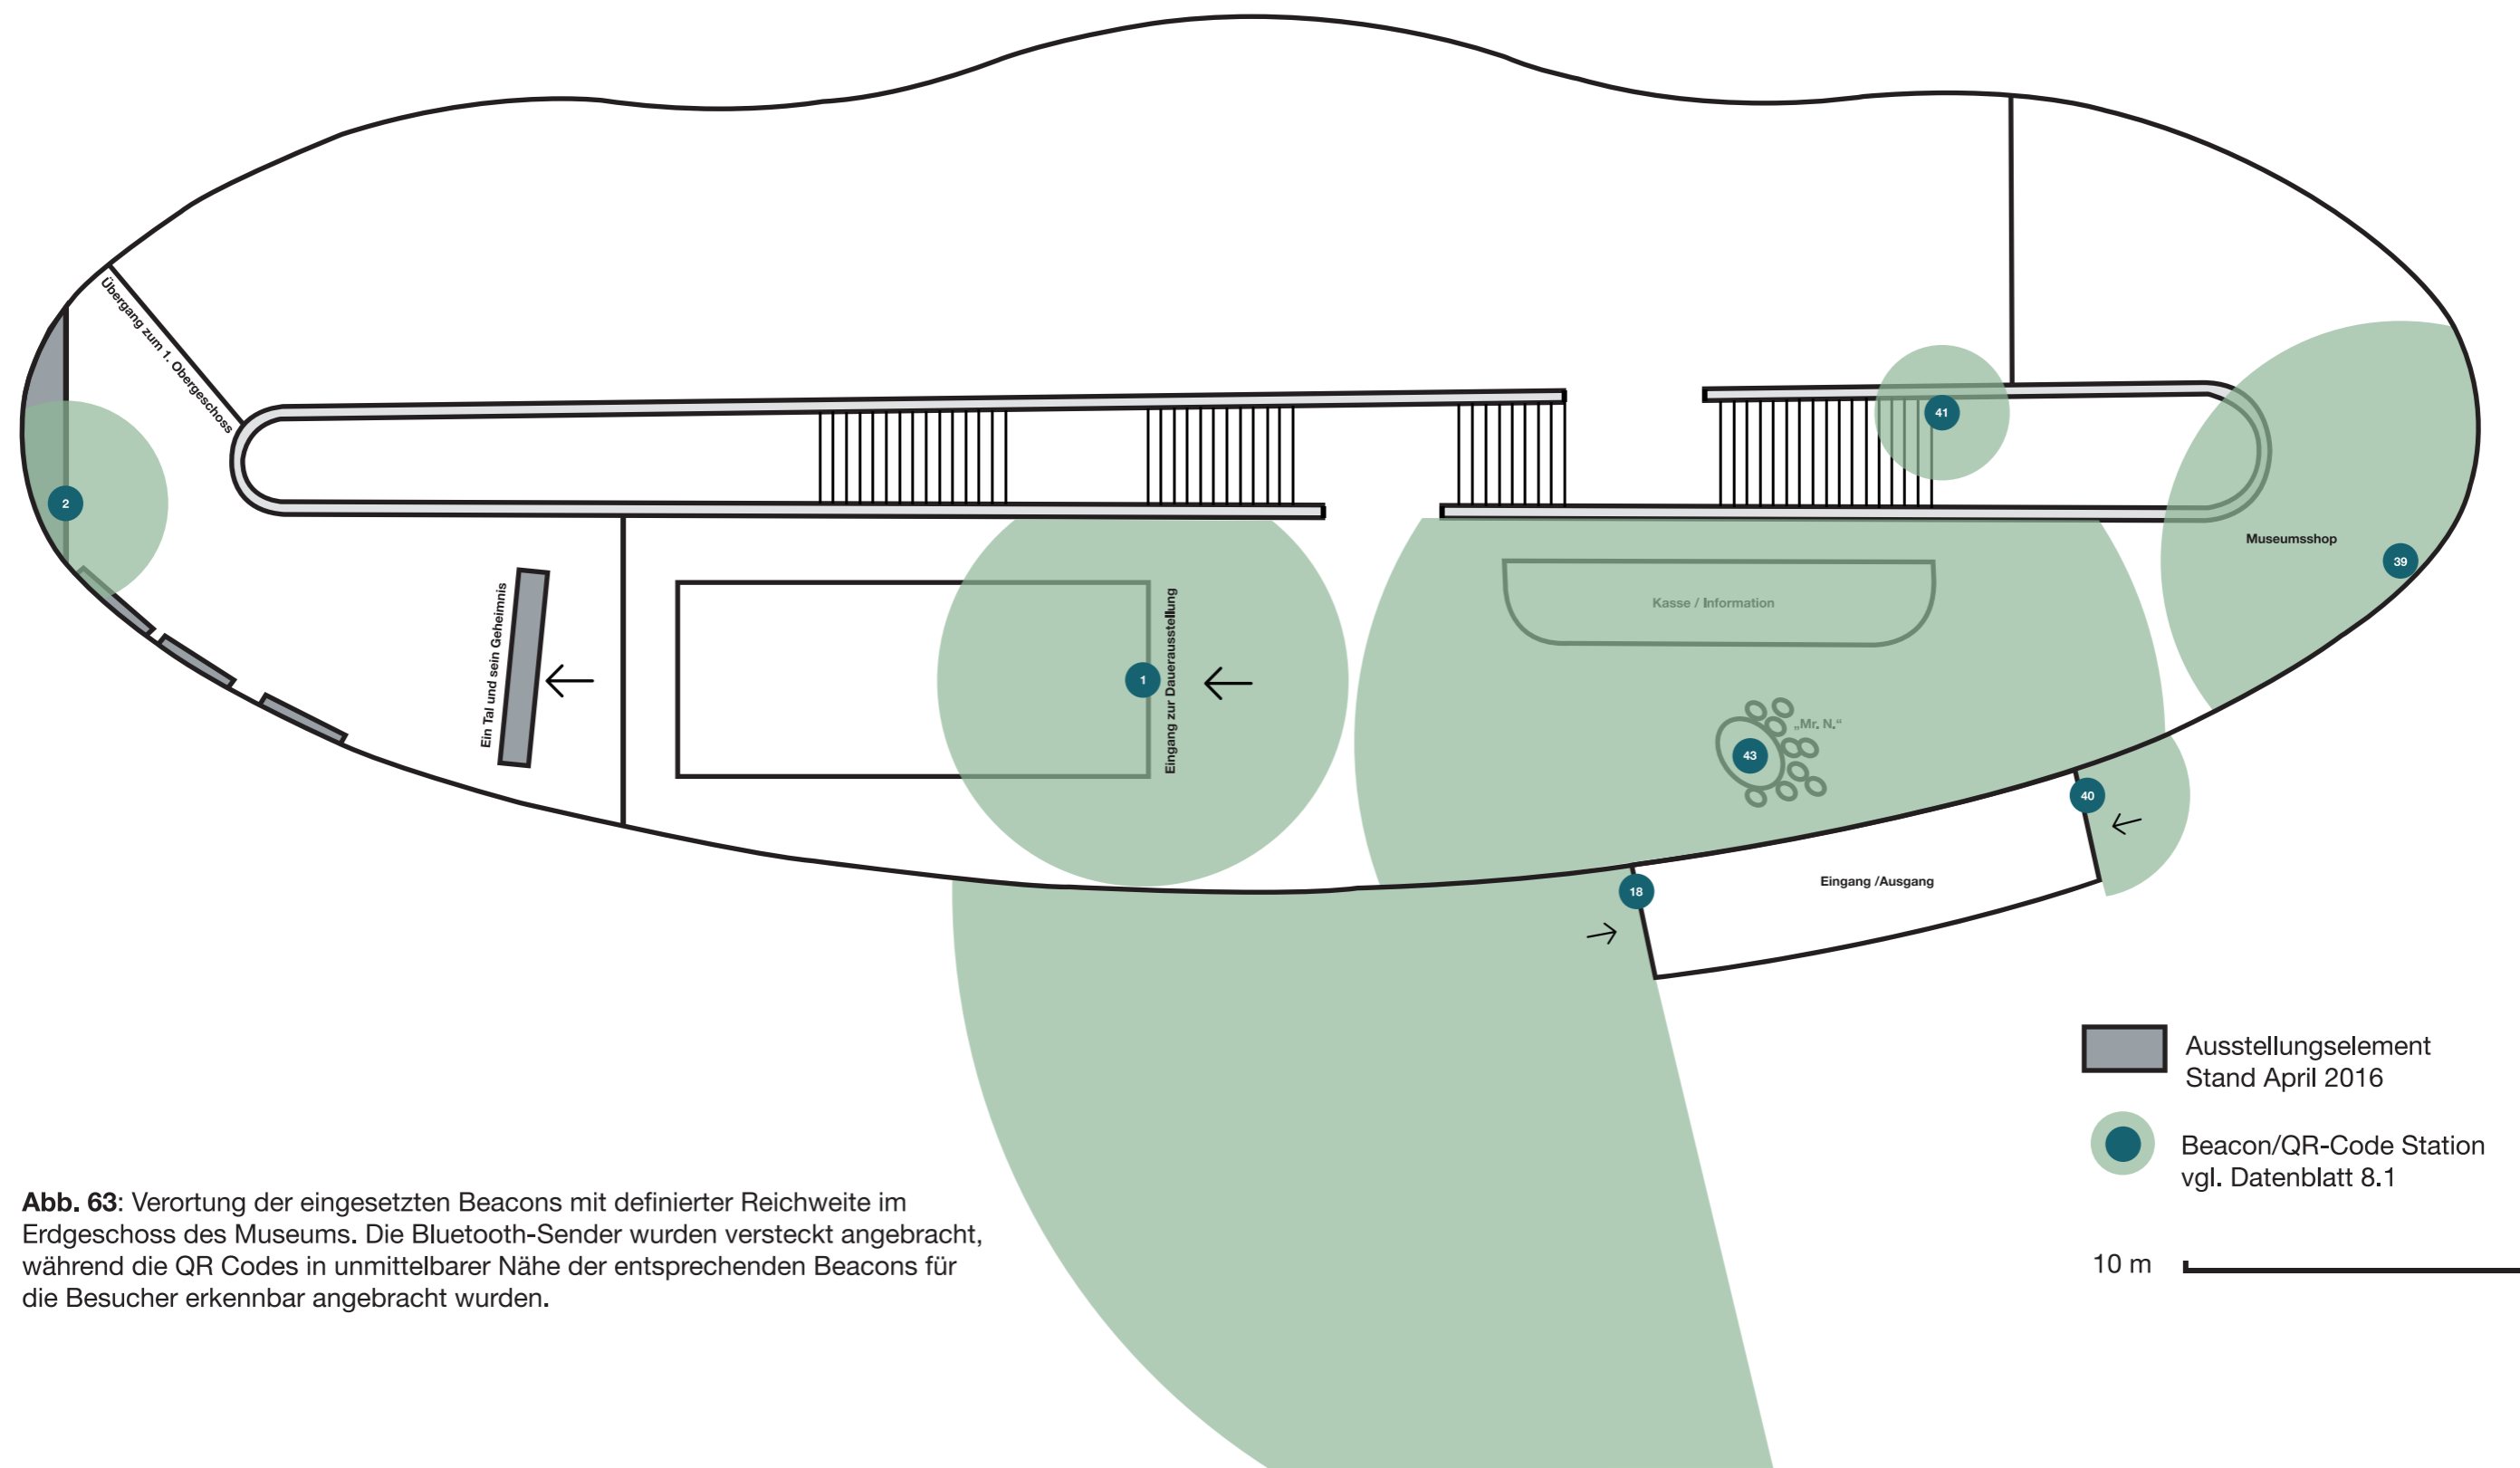 Übergang zum 1. Obergeschoss
2
41
Museumsshop
39
Kasse / Information
Ein Tal und sein Geheimnis
1
Eingang zur Dauerausstellung
„Mr. N.“
43
40
18
Eingang /Ausgang
Ausstellungselement
Stand April 2016
Beacon/QR-Code Station
vgl. Datenblatt 8.1
10 m
Abb. 63: Verortung der eingesetzten Beacons mit definierter Reichweite im
Erdgeschoss des Museums. Die Bluetooth-Sender wurden versteckt angebracht,
während die QR Codes in unmittelbarer Nähe der entsprechenden Beacons für
die Besucher erkennbar angebracht wurden.